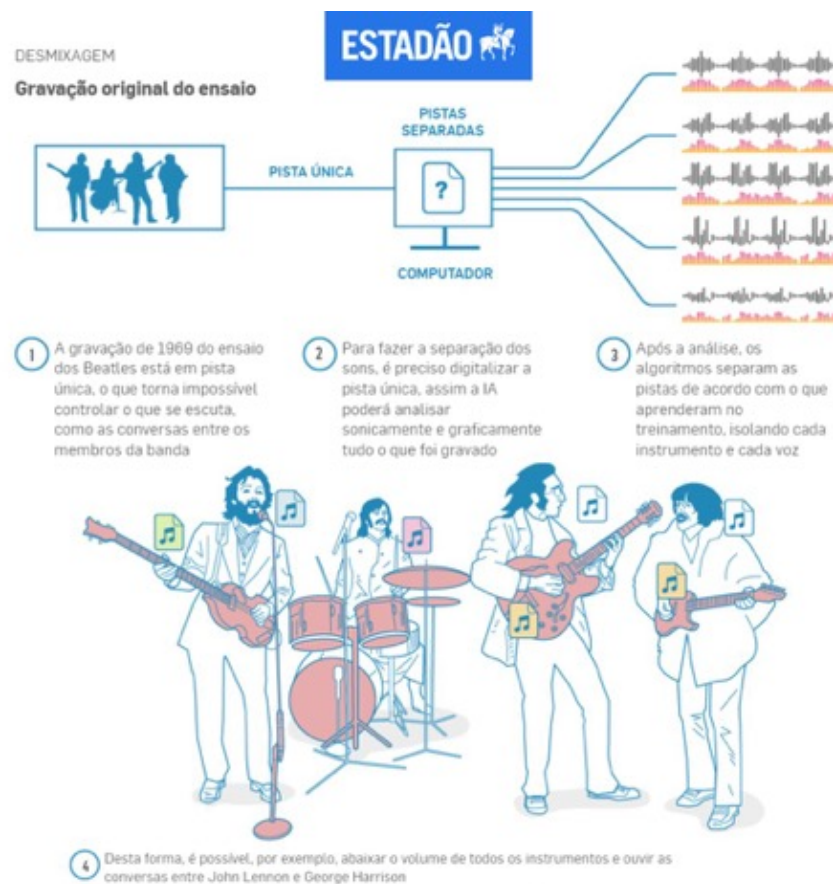 ESTADÃO
DESMIXAGEM
Gravação original do ensaio
PISTAS
SEPARADAS
PISTA ÚNICA
?
COMPUTADOR
1
A gravação de 1969 do ensaio
dos Beatles está em pista
única, o que torna impossível
controlar o que se escuta,
como as conversas entre os
membros da banda
2
Para fazer a separação dos
sons, é preciso digitalizar a
pista única, assim a IA
poderá analisar
sonicamente e graficamente
tudo o que foi gravado
3
Após a análise, os
algoritmos separam as
pistas de acordo com o que
aprenderam no
treinamento, isolando cada
instrumento e cada voz
4
Desta forma, é possível, por exemplo, abaixar o volume de todos os instrumentos e ouvir as
conversas entre John Lennon e George Harrison